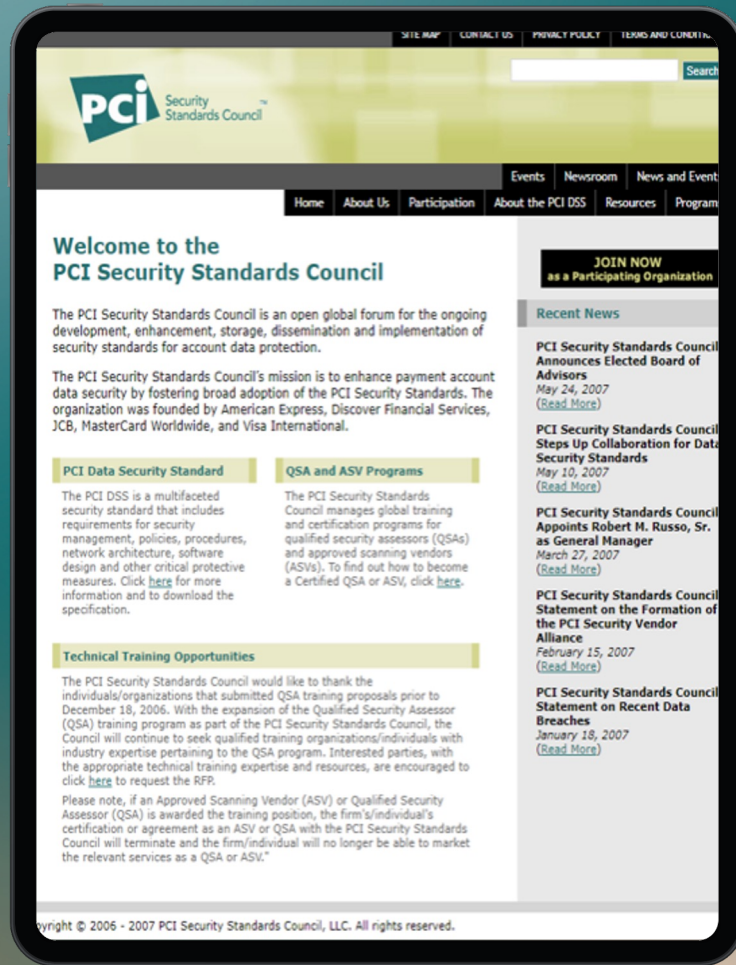 SITE MAP CONTACT US PRIVACY POLICY TERMS AND CONDITIO
Search
PCI Security
Standards Council™
Events Newsroom News and Event
Home About Us Participation About the PCI DSS Resources Program
Welcome to the
PCI Security Standards Council
The PCI Security Standards Council is an open global forum for the ongoing
development, enhancement, storage, dissemination and implementation of
security standards for account data protection.
The PCI Security Standards Council's mission is to enhance payment account
data security by fostering broad adoption of the PCI Security Standards. The
organization was founded by American Express, Discover Financial Services,
JCB, MasterCard Worldwide, and Visa International.
PCI Data Security Standard
The PCI DSS is a multifaceted
security standard that includes
requirements for security
management, policies, procedures,
network architecture, software
design and other critical protective
measures. Click here for more
information and to download the
specification.
QSA and ASV Programs
The PCI Security Standards
Council manages global training
and certification programs for
qualified security assessors (QSAs)
and approved scanning vendors
(ASVs). To find out how to become
a Certified QSA or ASV, click here.
Technical Training Opportunities
The PCI Security Standards Council would like to thank the
individuals/organizations that submitted QSA training proposals prior to
December 18, 2006. With the expansion of the Qualified Security Assessor
(QSA) training program as part of the PCI Security Standards Council, the
Council will continue to seek qualified training organizations/individuals with
industry expertise pertaining to the QSA program. Interested parties, with
the appropriate technical training expertise and resources, are encouraged to
click here to request the RFP.
Please note, if an Approved Scanning Vendor (ASV) or Qualified Security
Assessor (QSA) is awarded the training position, the firm's/individual's
certification or agreement as an ASV or QSA with the PCI Security Standards
Council will terminate and the firm/individual will no longer be able to market
the relevant services as a QSA or ASV."
JOIN NOW
as a Participating Organization
Recent News
PCI Security Standards Council
Announces Elected Board of
Advisors
May 24, 2007
(Read More)
PCI Security Standards Council
Steps Up Collaboration for Data
Security Standards
May 10, 2007
(Read More)
PCI Security Standards Council
Appoints Robert M. Russo, Sr.
as General Manager
March 27, 2007
(Read More)
PCI Security Standards Council
Statement on the Formation of
the PCI Security Vendor
Alliance
February 15, 2007
(Read More)
PCI Security Standards Council
Statement on Recent Data
Breaches
January 18, 2007
(Read More)
pyright © 2006 - 2007 PCI Security Standards Council, LLC. All rights reserved.